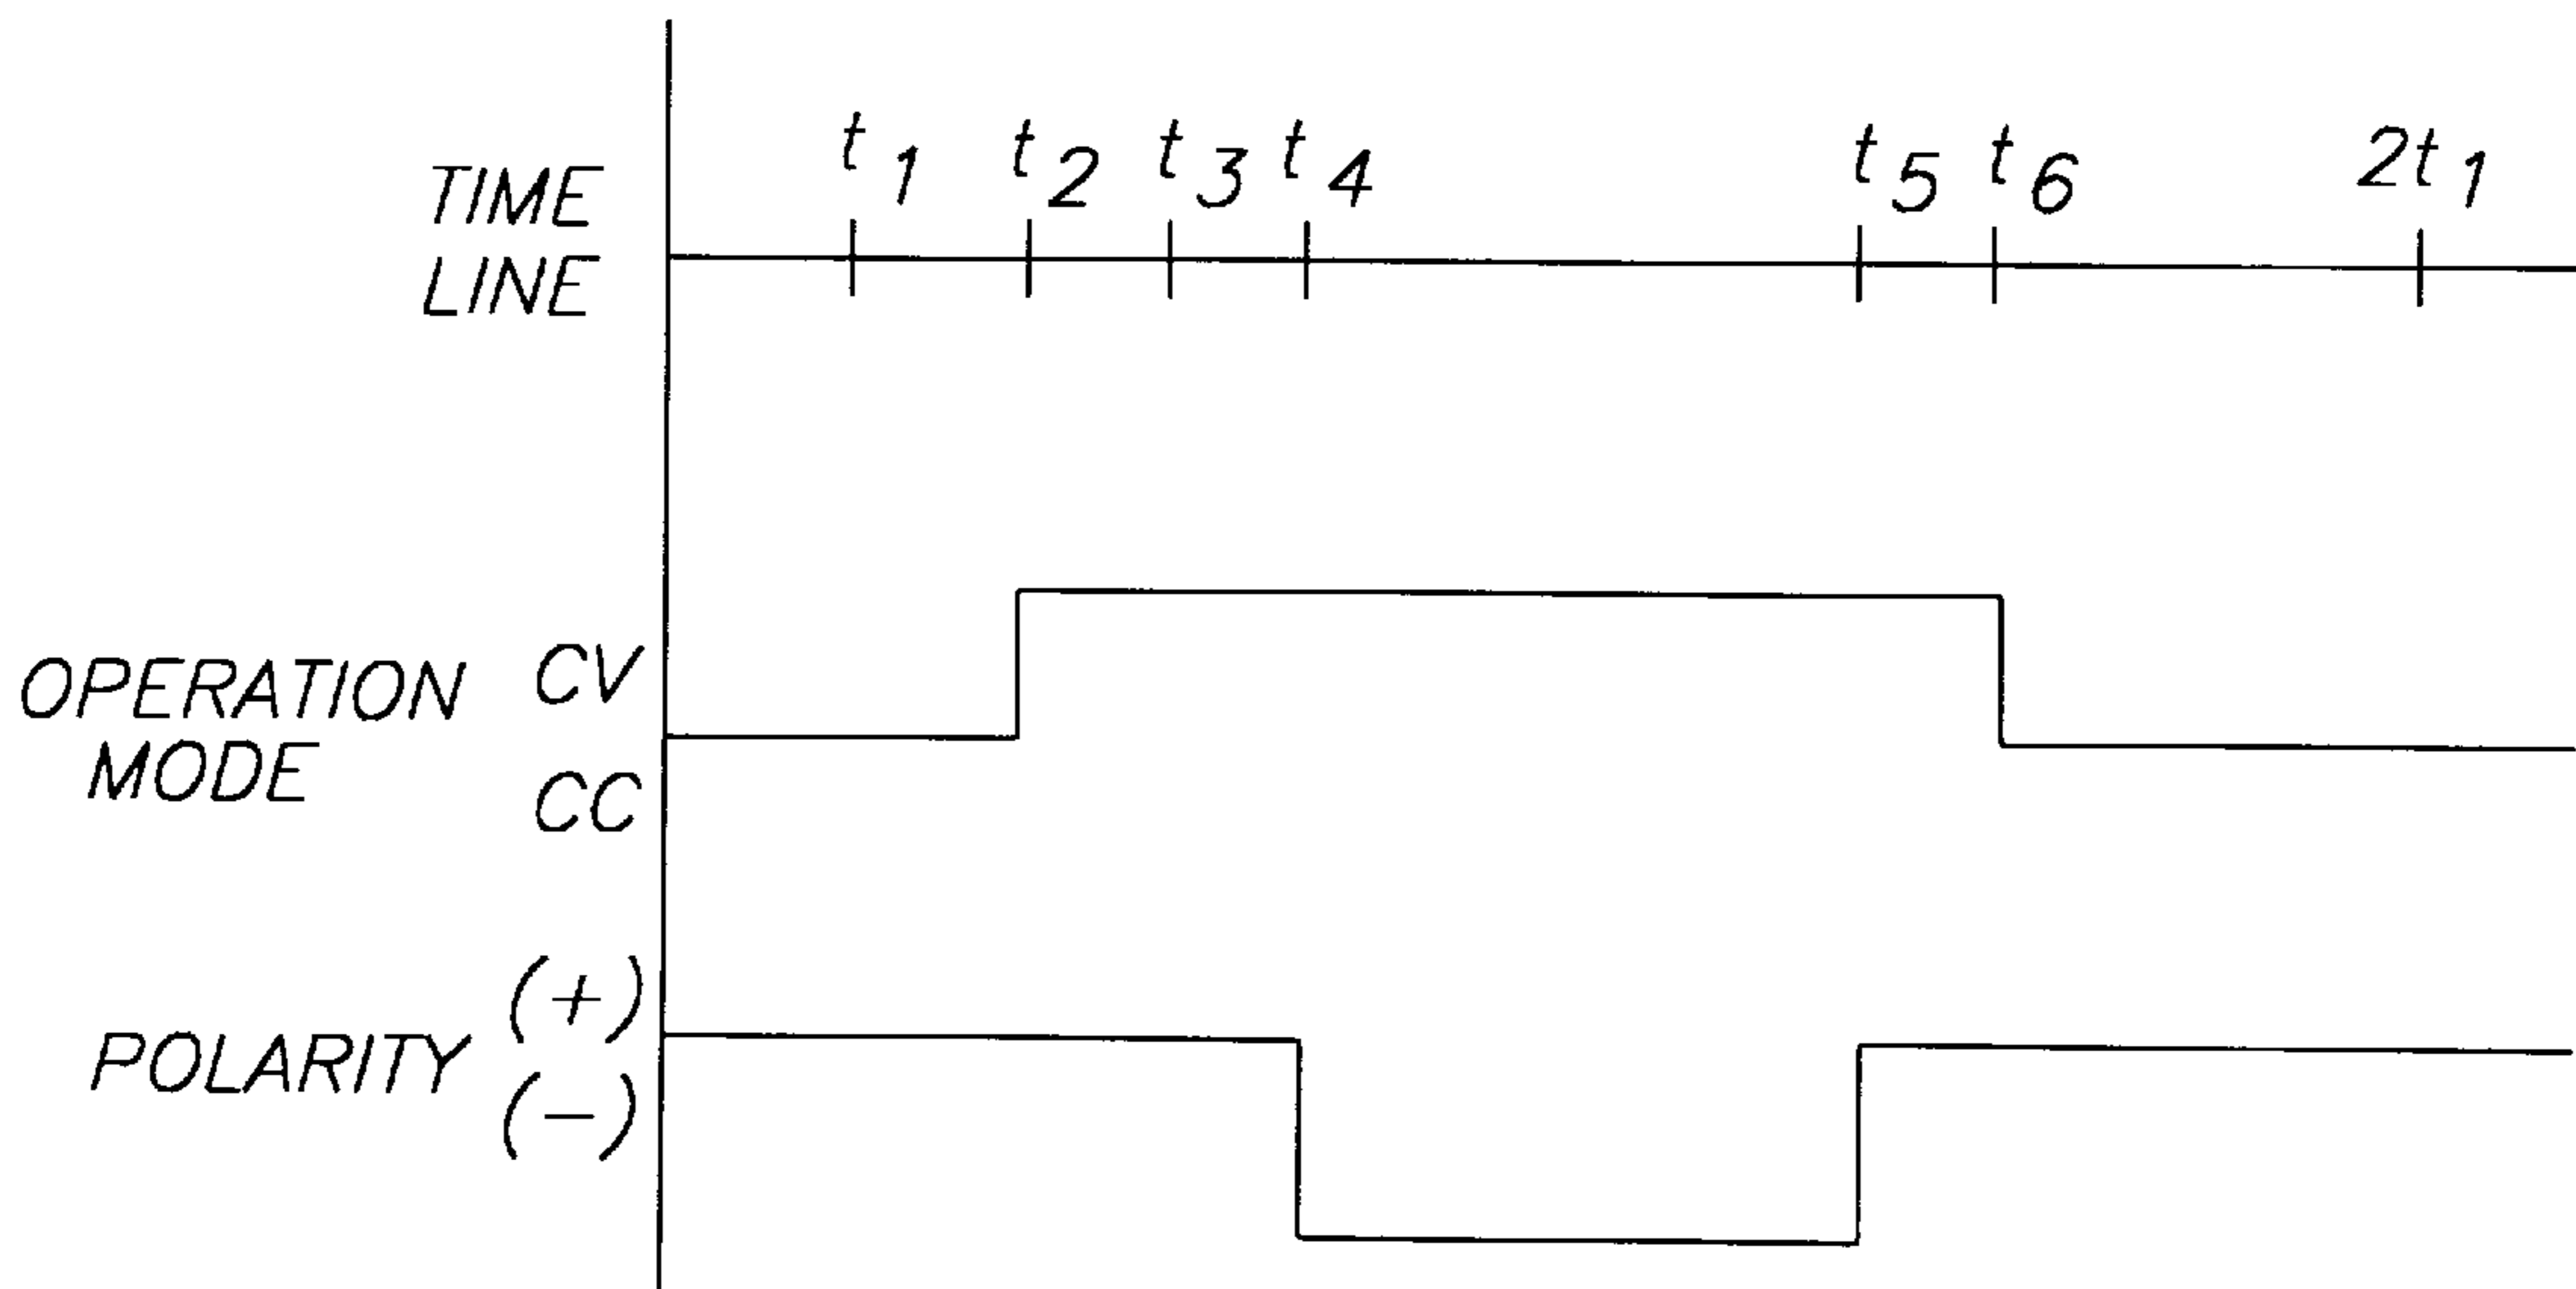 t1 t2 t3 t4 t5 t6 2t1
TIME
LINE
OPERATION
MODE
CV
CC
POLARITY
(+)
(-)